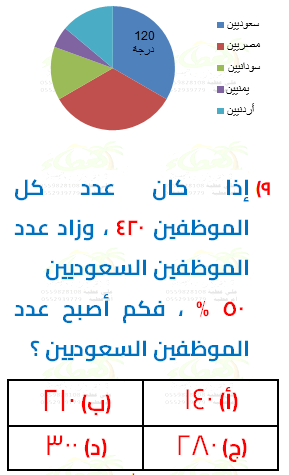 120
درجة
سعوديين
مصريين
سودانيين
يمنيين
أردنيين
٩) إذا كان عدد كل
الموظفين ٤٢٠ ، وزاد عدد
الموظفين السعوديين
٥٠ % ، فكم أصبح عدد
الموظفين السعوديين ؟
(أ) ١٤٠ (ب) ٢١٠
(ج) ٢٨٠ (د) ٣٠٠